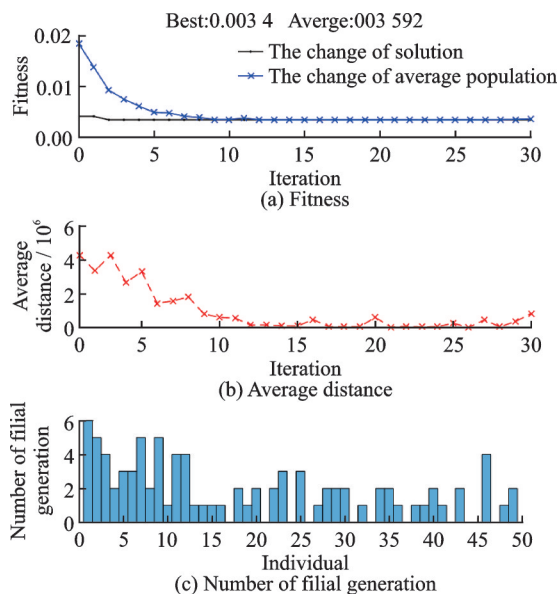 Best:0.003 4 Averge:003 592
0.02
0.01
0.00
Fitness
The change of solution
The change of average population
0 5 10 15 20 25 30
Iteration
(a) Fitness
6
4
2
0
Average
distance / 10⁶
0 5 10 15 20 25 30
Iteration
(b) Average distance
6
4
2
0
Number of filial
generation
0 5 10 15 20 25 30 35 40 45 50
Individual
(c) Number of filial generation